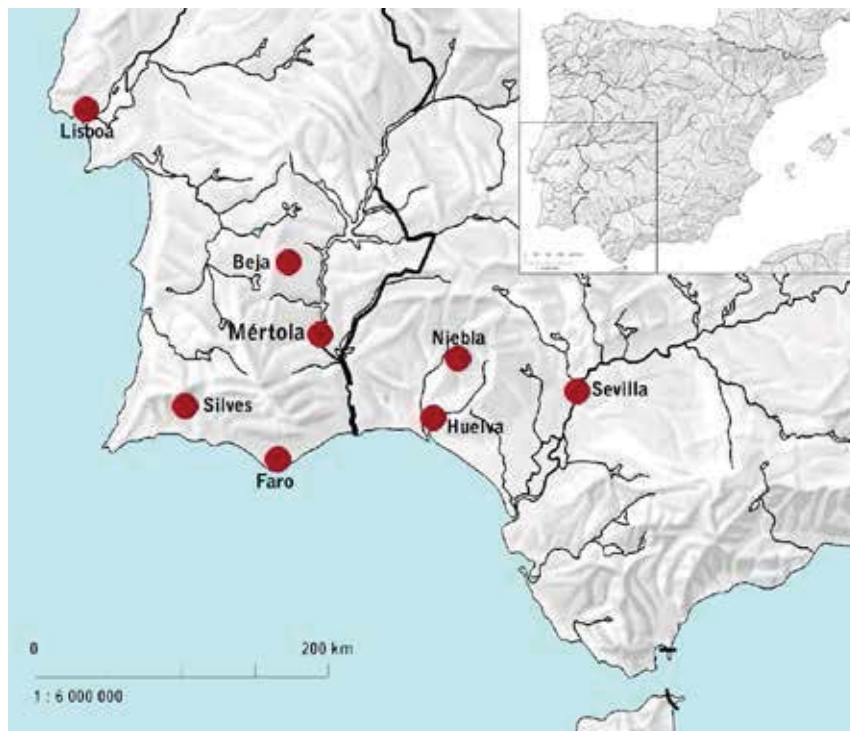 Lisboa
Beja
Mértola
Niebla
Sevilla
Silves
Huelva
Faro
0 200 km
1 : 6 000 000